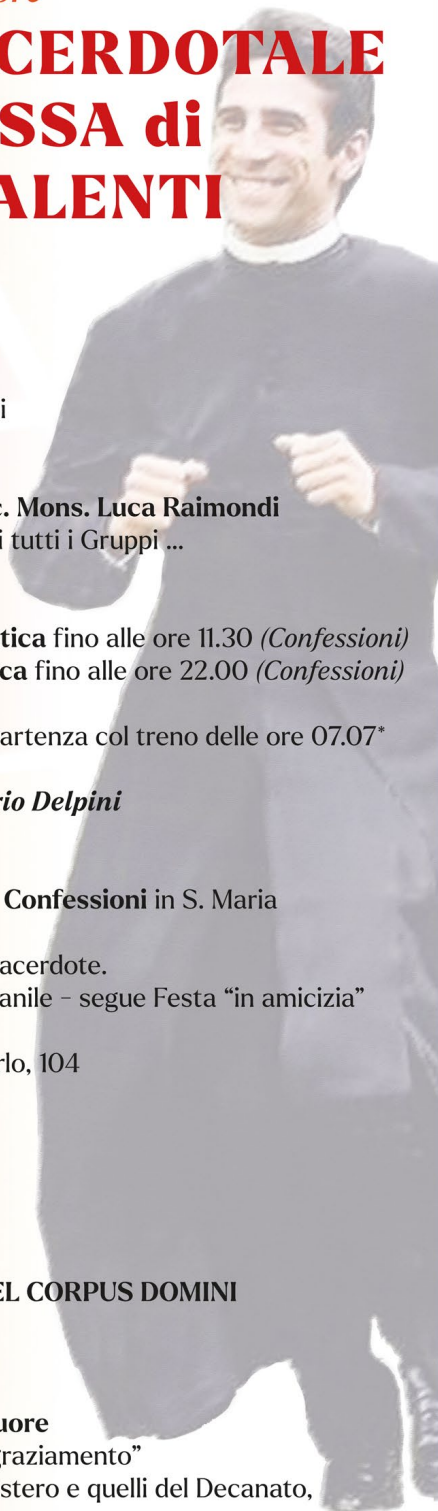 CERDOTALE
SSA di
ALENTI
i
c. Mons. Luca Raimondi
i tutti i Gruppi ...
tica fino alle ore 11.30 (Confessioni)
ca fino alle ore 22.00 (Confessioni)
artenza col treno delle ore 07.07*
rio Delpini
Confessioni in S. Maria
acerdote.
anile – segue Festa “in amicizia”
rlo, 104
EL CORPUS DOMINI
uore
graziamento”
stero e quelli del Decanato,